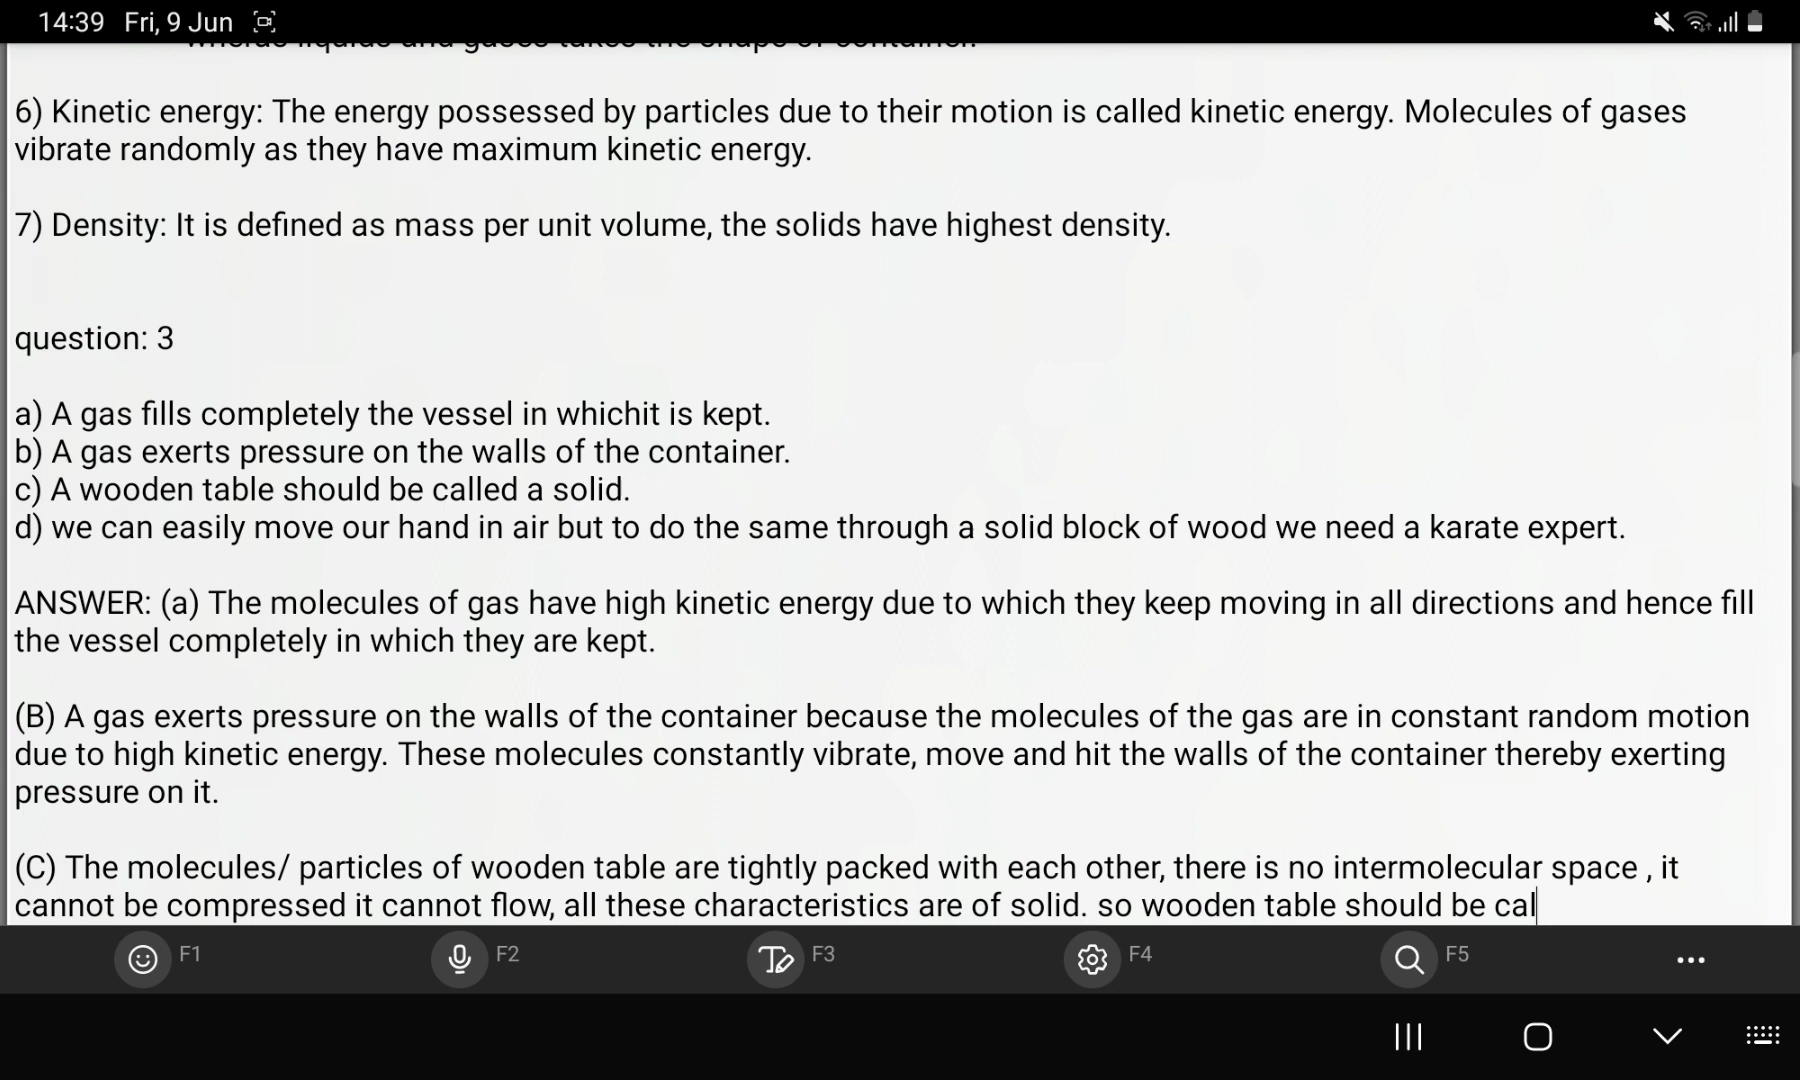 14:39 Fri, 9 Jun
6) Kinetic energy: The energy possessed by particles due to their motion is called kinetic energy. Molecules of gases
vibrate randomly as they have maximum kinetic energy.
7) Density: It is defined as mass per unit volume, the solids have highest density.
question: 3
a) A gas fills completely the vessel in whichit is kept.
b) A gas exerts pressure on the walls of the container.
c) A wooden table should be called a solid.
d) we can easily move our hand in air but to do the same through a solid block of wood we need a karate expert.
ANSWER: (a) The molecules of gas have high kinetic energy due to which they keep moving in all directions and hence fill
the vessel completely in which they are kept.
(B) A gas exerts pressure on the walls of the container because the molecules of the gas are in constant random motion
due to high kinetic energy. These molecules constantly vibrate, move and hit the walls of the container thereby exerting
pressure on it.
(C) The molecules/ particles of wooden table are tightly packed with each other, there is no intermolecular space , it
cannot be compressed it cannot flow, all these characteristics are of solid. so wooden table should be cal
F1 F2 F3 F4 F5